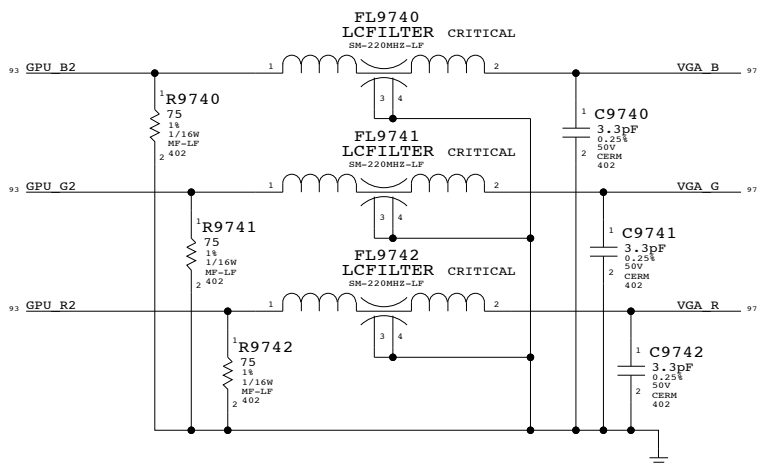 FL9740
LCFILTER CRITICAL
SM-220MHZ-LF
93 GPU_B2 1 2 VGA_B 97
3 4
1 R9740
75
1%
1/16W
MF-LF
2 402
1 C9740
3.3pF
0.25%
50V
CERM
402
2
FL9741
LCFILTER CRITICAL
SM-220MHZ-LF
93 GPU_G2 1 2 VGA_G 97
3 4
1 R9741
75
1%
1/16W
MF-LF
2 402
1 C9741
3.3pF
0.25%
50V
CERM
402
2
FL9742
LCFILTER CRITICAL
SM-220MHZ-LF
93 GPU_R2 1 2 VGA_R 97
3 4
1 R9742
75
1%
1/16W
MF-LF
2 402
1 C9742
3.3pF
0.25%
50V
CERM
402
2